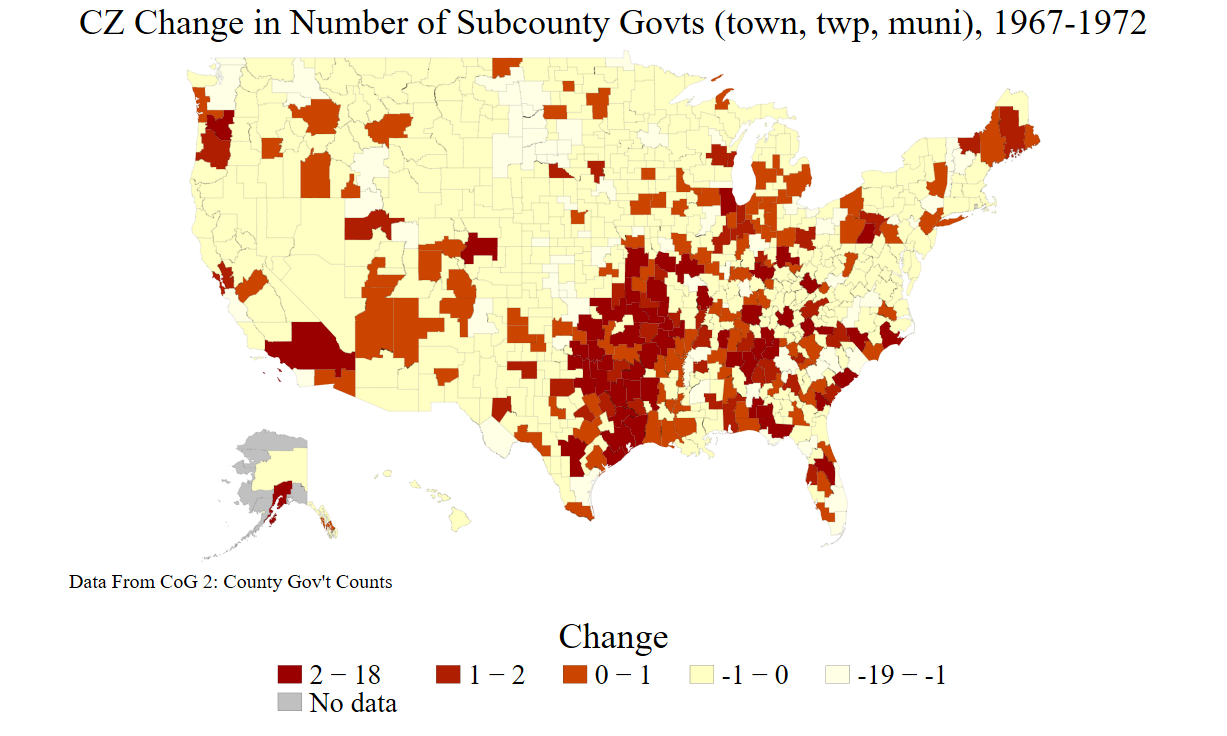 CZ Change in Number of Subcounty Govts (town, twp, muni), 1967-1972
Data From CoG 2: County Gov't Counts
Change
2 − 18
1 − 2
0 − 1
-1 − 0
-19 − -1
No data